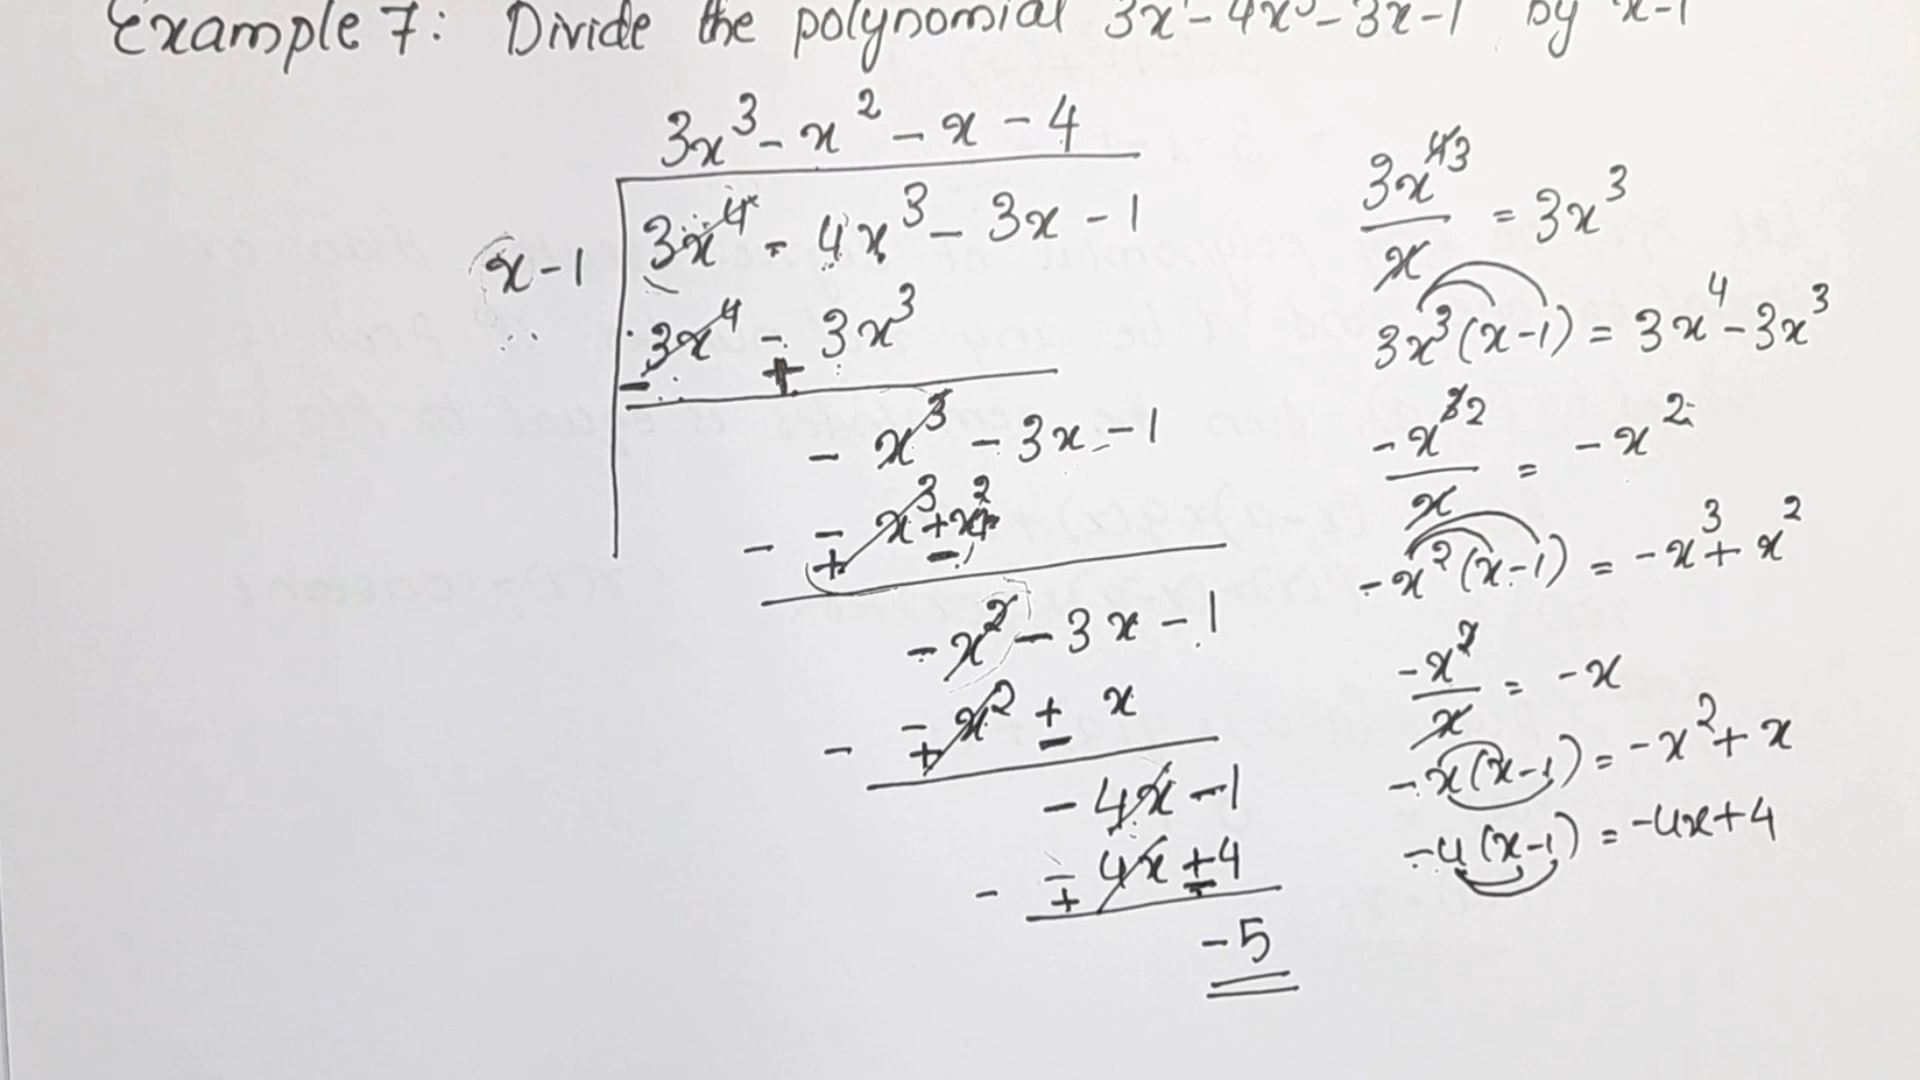 Example 7: Divide the polynomial 3x⁴ - 4x³ - 3x - 1 by x - 1
3x³ - x² - x - 4
x - 1
3x⁴ - 4x³ - 3x - 1
3x⁴ - 3x³
- +
- x³ - 3x - 1
- - x³ + x²
+ -
- x² - 3x - 1
- - x² + x
+ -
- 4x - 1
- - 4x + 4
+ -
- 5
3x⁴³/x = 3x³
3x³(x-1) = 3x⁴ - 3x³
-x³²/x = -x²
-x²(x-1) = -x³ + x²
-x²/x = -x
-x(x-1) = -x² + x
-4(x-1) = -4x + 4